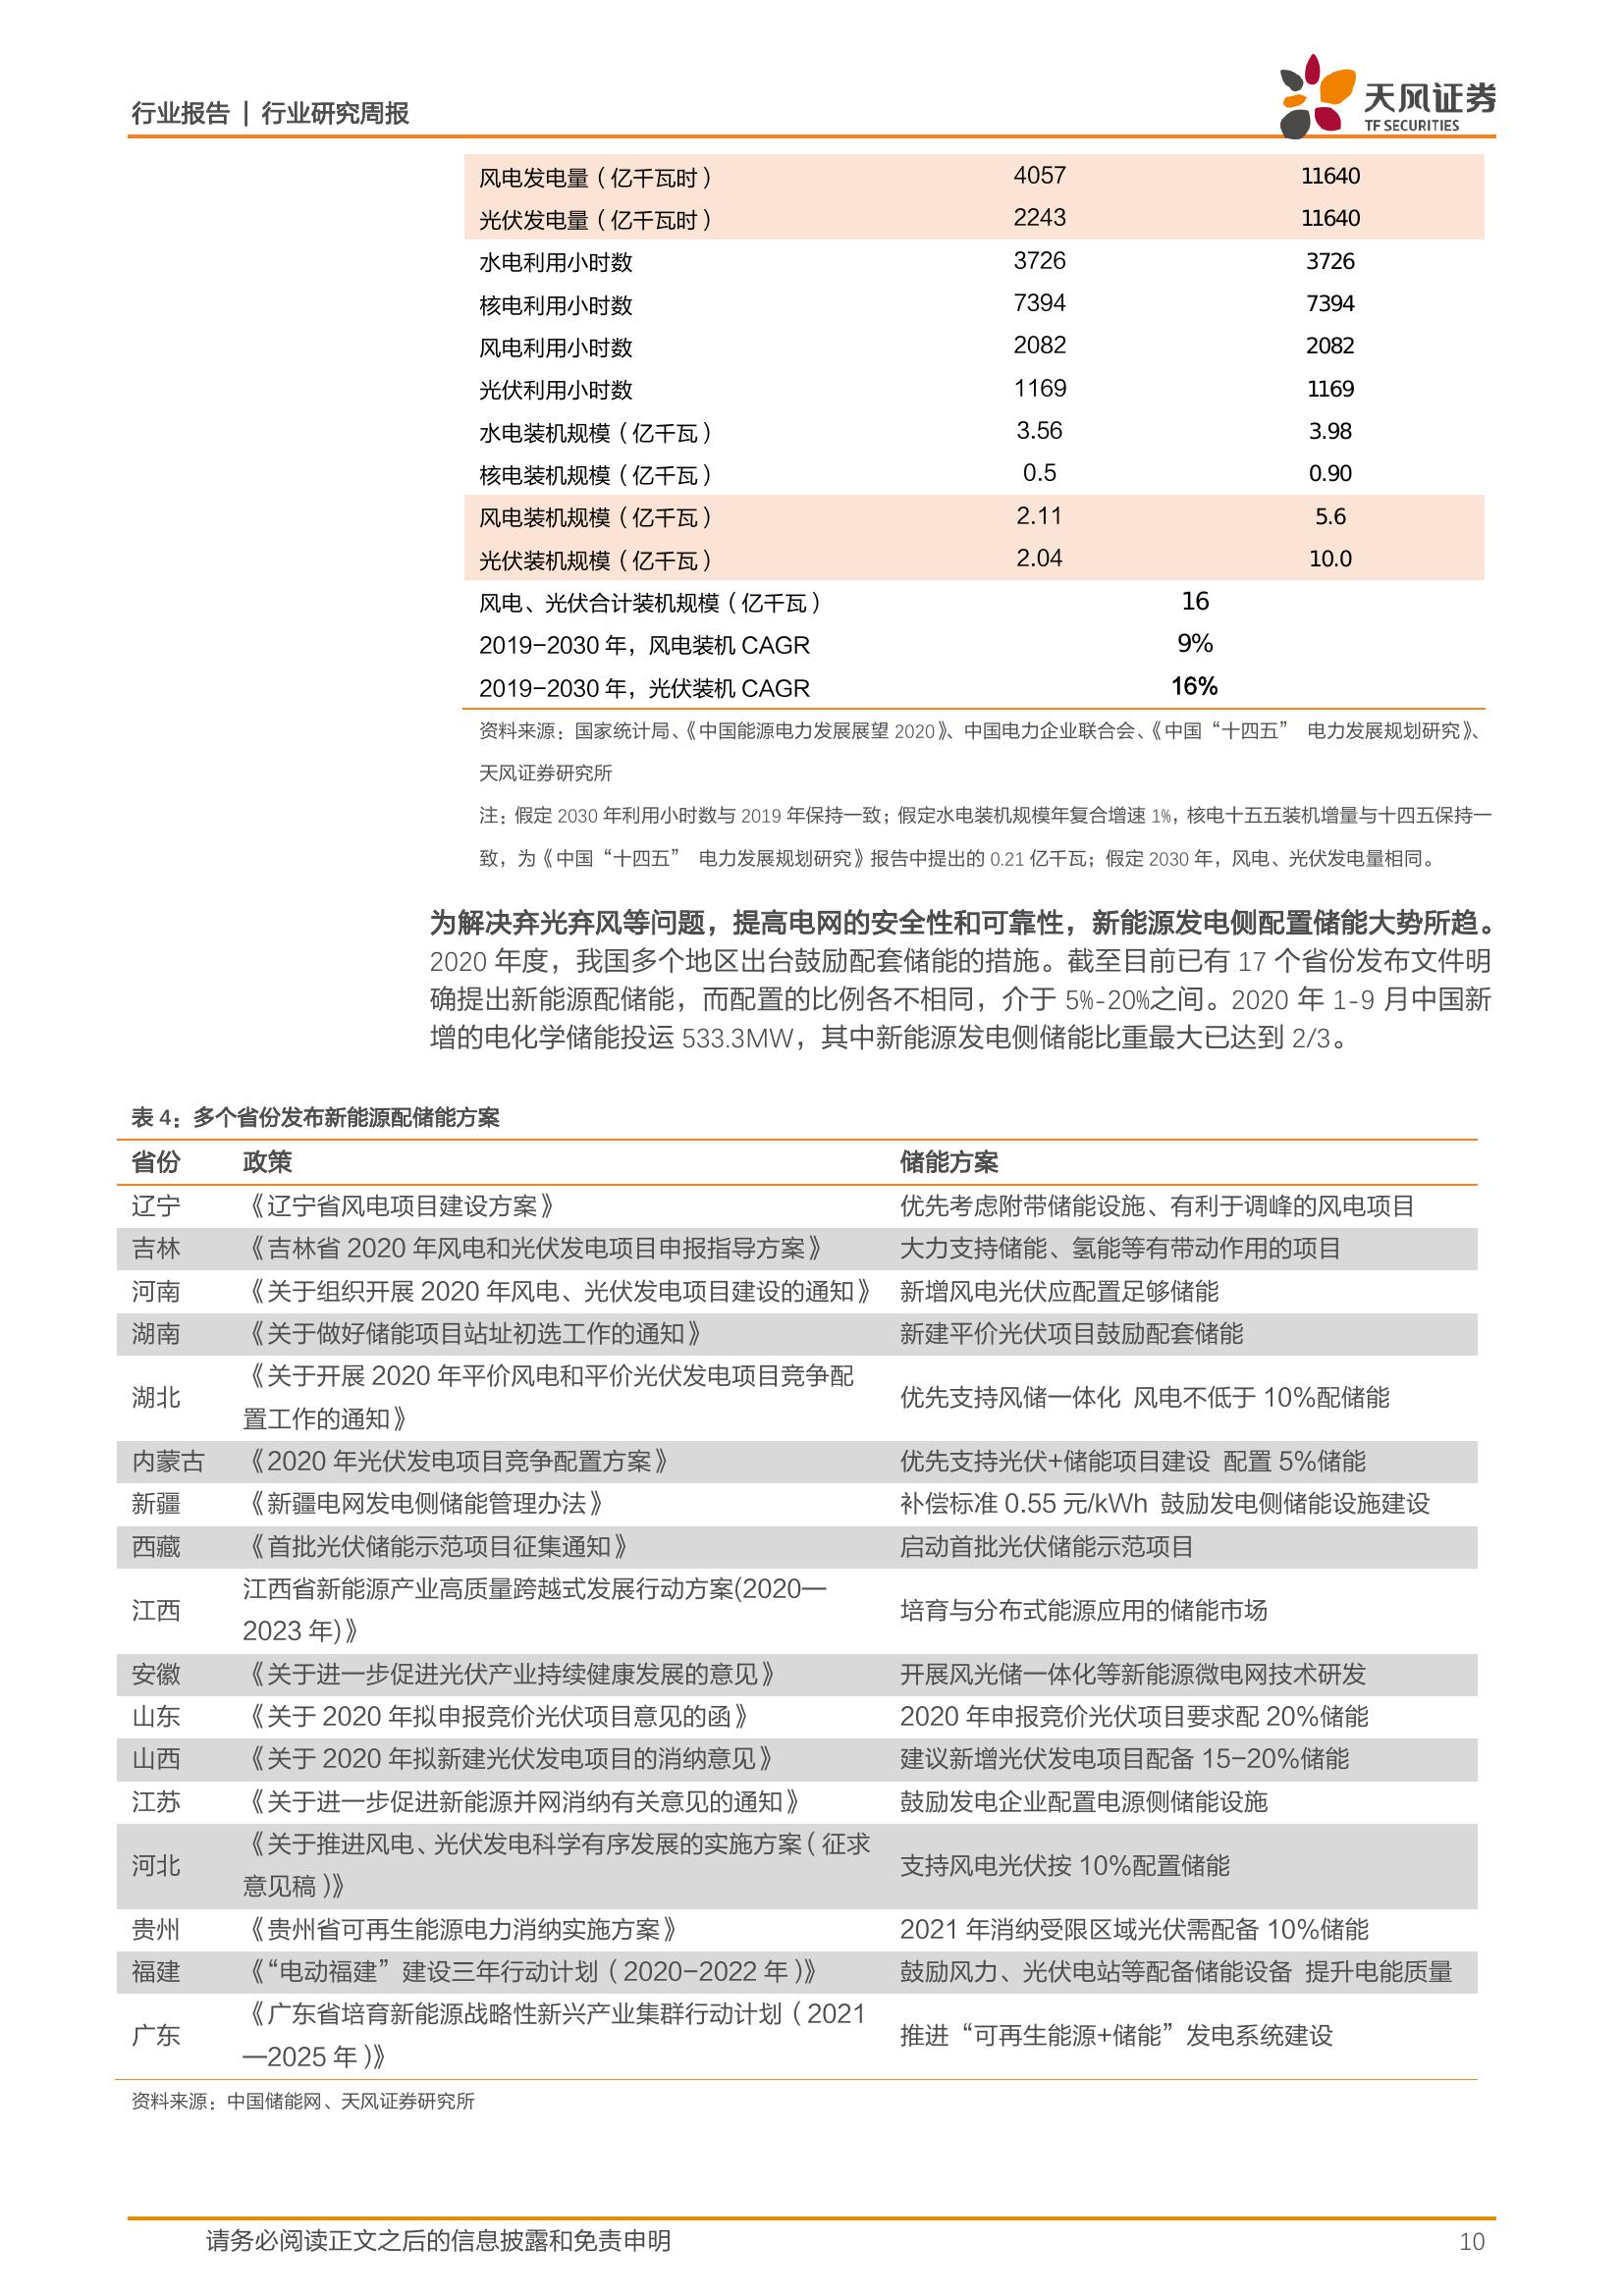 行业报告 | 行业研究周报
天风证券
TF SECURITIES
风电发电量（亿千瓦时） 4057 11640
光伏发电量（亿千瓦时） 2243 11640
水电利用小时数 3726 3726
核电利用小时数 7394 7394
风电利用小时数 2082 2082
光伏利用小时数 1169 1169
水电装机规模（亿千瓦） 3.56 3.98
核电装机规模（亿千瓦） 0.5 0.90
风电装机规模（亿千瓦） 2.11 5.6
光伏装机规模（亿千瓦） 2.04 10.0
风电、光伏合计装机规模（亿千瓦） 16
2019-2030 年，风电装机 CAGR 9%
2019-2030 年，光伏装机 CAGR 16%
资料来源：国家统计局、《中国能源电力发展展望 2020》、中国电力企业联合会、《中国“十四五” 电力发展规划研究》、
天风证券研究所
注：假定 2030 年利用小时数与 2019 年保持一致；假定水电装机规模年复合增速 1%，核电十五五装机增量与十四五保持一
致，为《中国“十四五” 电力发展规划研究》报告中提出的 0.21 亿千瓦；假定 2030 年，风电、光伏发电量相同。
为解决弃光弃风等问题，提高电网的安全性和可靠性，新能源发电侧配置储能大势所趋。
2020 年度，我国多个地区出台鼓励配套储能的措施。截至目前已有 17 个省份发布文件明
确提出新能源配储能，而配置的比例各不相同，介于 5%-20%之间。2020 年 1-9 月中国新
增的电化学储能投运 533.3MW，其中新能源发电侧储能比重最大已达到 2/3。
表 4：多个省份发布新能源配储能方案
省份 政策 储能方案
辽宁 《辽宁省风电项目建设方案》 优先考虑附带储能设施、有利于调峰的风电项目
吉林 《吉林省 2020 年风电和光伏发电项目申报指导方案》 大力支持储能、氢能等有带动作用的项目
河南 《关于组织开展 2020 年风电、光伏发电项目建设的通知》 新增风电光伏应配置足够储能
湖南 《关于做好储能项目站址初选工作的通知》 新建平价光伏项目鼓励配套储能
湖北 《关于开展 2020 年平价风电和平价光伏发电项目竞争配
置工作的通知》 优先支持风储一体化 风电不低于 10%配储能
内蒙古 《2020 年光伏发电项目竞争配置方案》 优先支持光伏+储能项目建设 配置 5%储能
新疆 《新疆电网发电侧储能管理办法》 补偿标准 0.55 元/kWh 鼓励发电侧储能设施建设
西藏 《首批光伏储能示范项目征集通知》 启动首批光伏储能示范项目
江西 江西省新能源产业高质量跨越式发展行动方案(2020—
2023 年)》 培育与分布式能源应用的储能市场
安徽 《关于进一步促进光伏产业持续健康发展的意见》 开展风光储一体化等新能源微电网技术研发
山东 《关于 2020 年拟申报竞价光伏项目意见的函》 2020 年申报竞价光伏项目要求配 20%储能
山西 《关于 2020 年拟新建光伏发电项目的消纳意见》 建议新增光伏发电项目配备 15-20%储能
江苏 《关于进一步促进新能源并网消纳有关意见的通知》 鼓励发电企业配置电源侧储能设施
河北 《关于推进风电、光伏发电科学有序发展的实施方案（征求
意见稿）》 支持风电光伏按 10%配置储能
贵州 《贵州省可再生能源电力消纳实施方案》 2021 年消纳受限区域光伏需配备 10%储能
福建 《“电动福建”建设三年行动计划（2020-2022 年）》 鼓励风力、光伏电站等配备储能设备 提升电能质量
广东 《广东省培育新能源战略性新兴产业集群行动计划（2021
—2025 年）》 推进“可再生能源+储能”发电系统建设
资料来源：中国储能网、天风证券研究所
请务必阅读正文之后的信息披露和免责申明 10